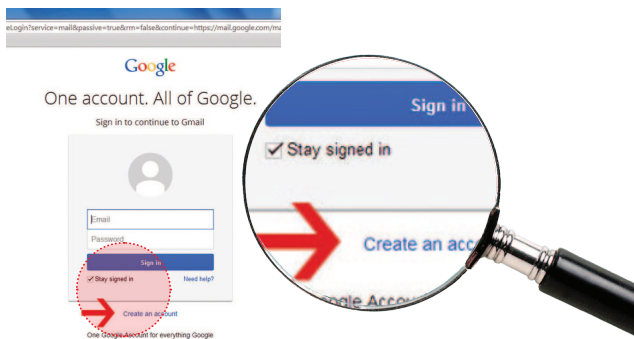 eLogin?service=mail&passive=true&rm=false&continue=https://mail.google.com/ma
Google
One account. All of Google.
Sign in to continue to Gmail
Email
Password
Sign in
Stay signed in
Need help?
Create an account
One Google Account for everything Google
Sign in
Stay signed in
Create an acc
ogle Accou